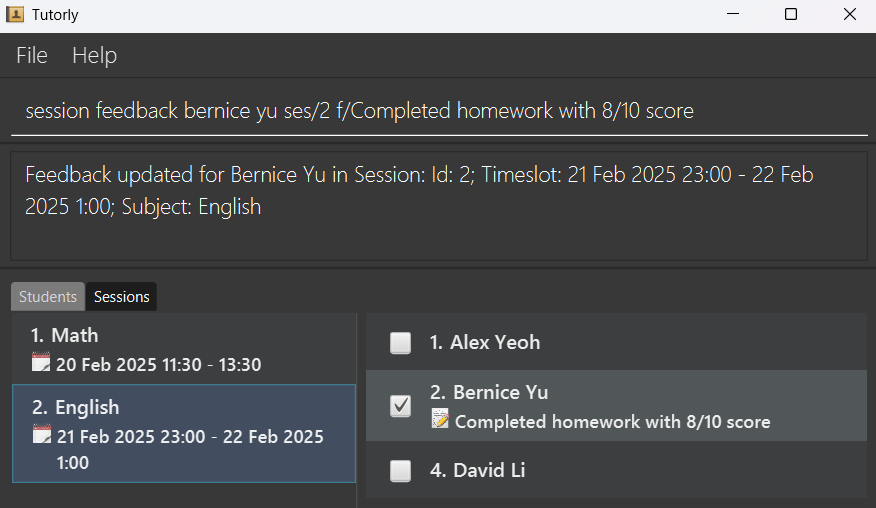 Tutorly
File Help
session feedback bernice yu ses/2 f/Completed homework with 8/10 score
Feedback updated for Bernice Yu in Session: Id: 2; Timeslot: 21 Feb 2025 23:00 - 22 Feb
2025 1:00; Subject: English
Students Sessions
1. Math
20 Feb 2025 11:30 - 13:30
2. English
21 Feb 2025 23:00 - 22 Feb 2025
1:00
1. Alex Yeoh
2. Bernice Yu
Completed homework with 8/10 score
4. David Li